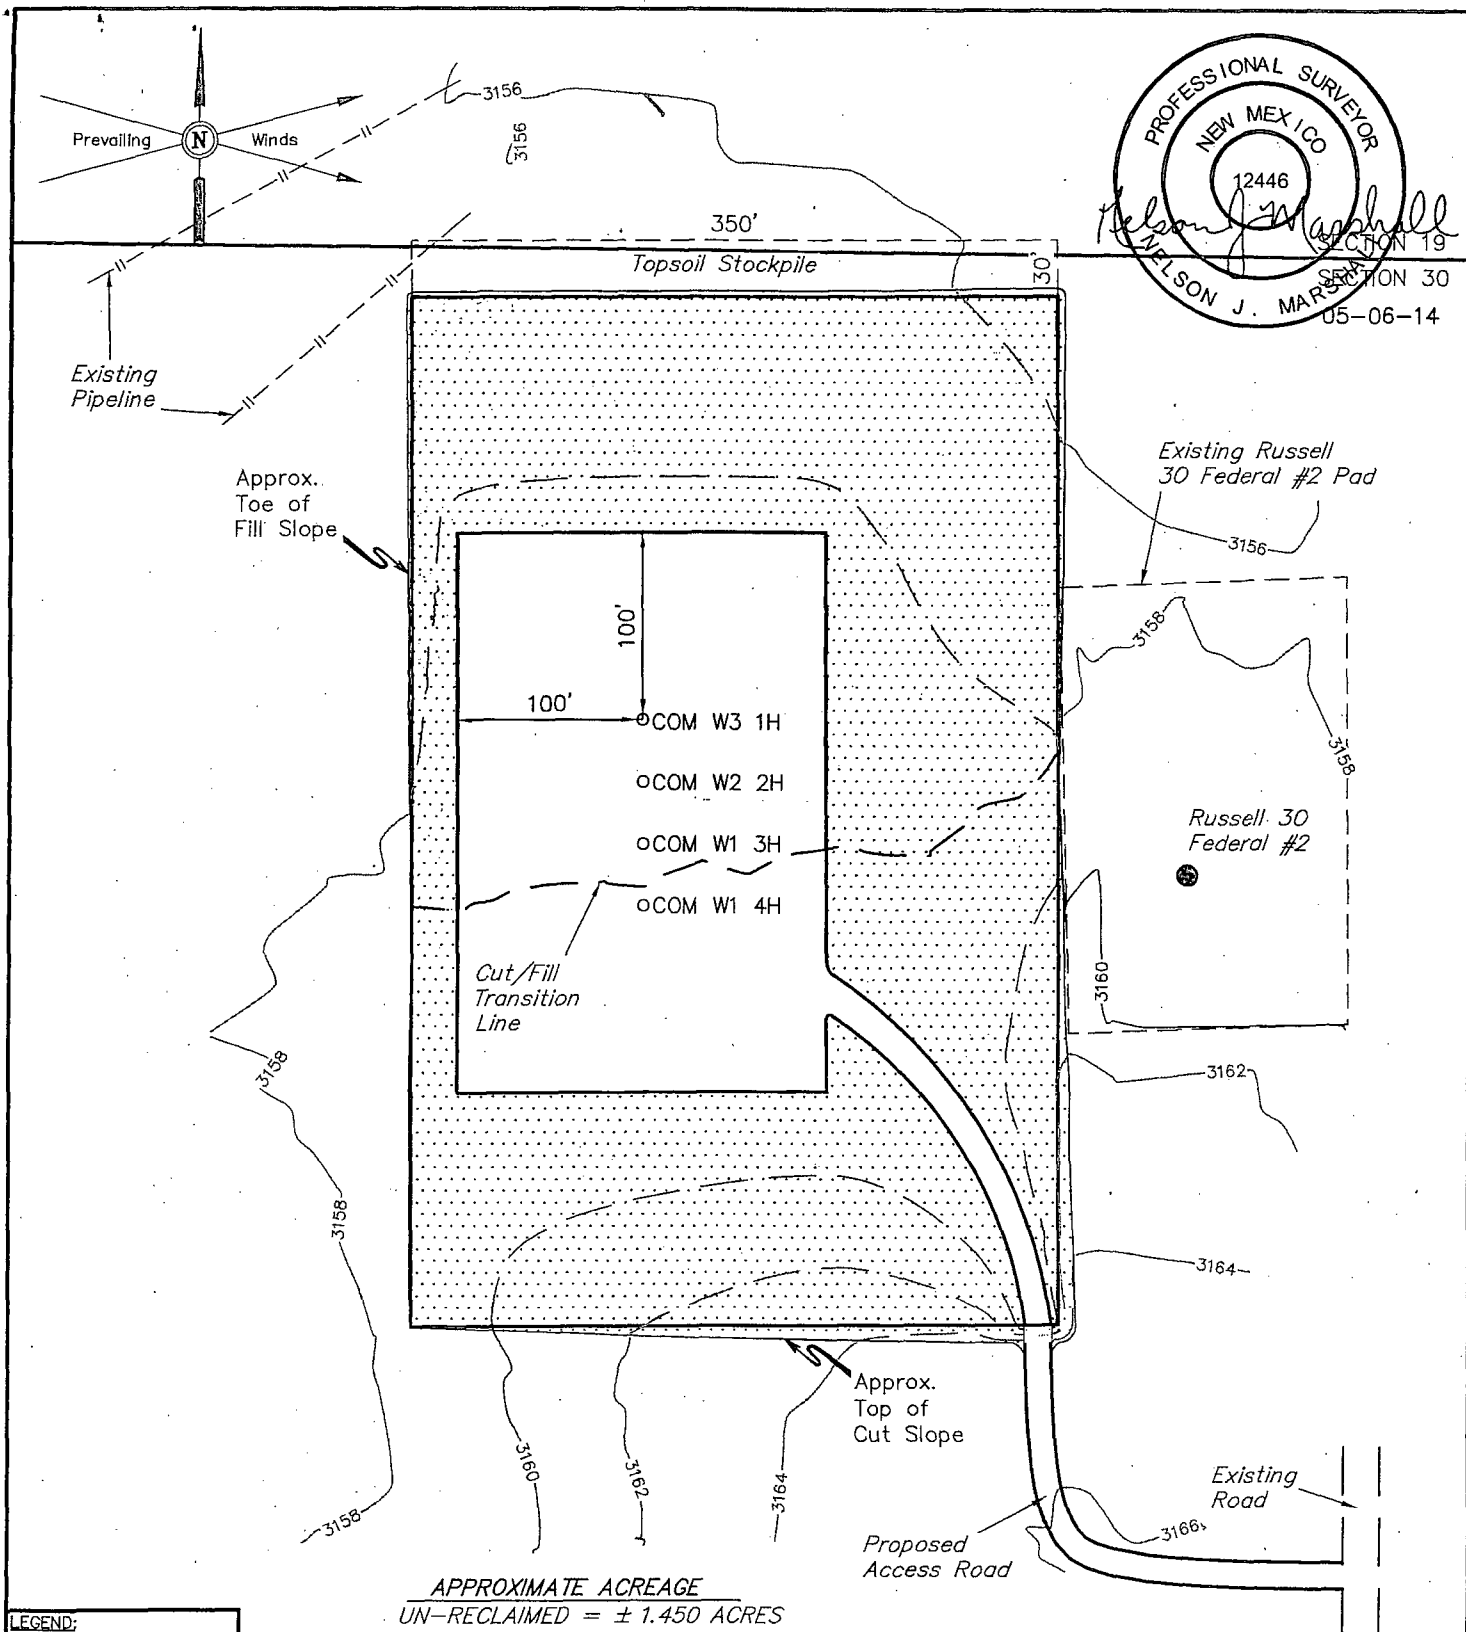 3156
3156
Prevailing N Winds
PROFESSIONAL SURVEYOR
NEW MEXICO
12446
Nelson J. Marshall
NELSON J. MARSHALL
SECTION 19
SECTION 30
05-06-14
350'
Topsoil Stockpile
30'
Existing
Pipeline
Approx.
Toe of
Fill Slope
Existing Russell
30 Federal #2 Pad
3156
100'
100'
COM W3 1H
COM W2 2H
COM W1 3H
COM W1 4H
3158
3158
Russell 30
Federal #2
Cut/Fill
Transition
Line
3160
3158
3162
3158
3164
Approx.
Top of
Cut Slope
3160
3162
3164
3158
Existing
Road
3166
Proposed
Access Road
APPROXIMATE ACREAGE
UN-RECLAIMED = ± 1.450 ACRES
LEGEND: